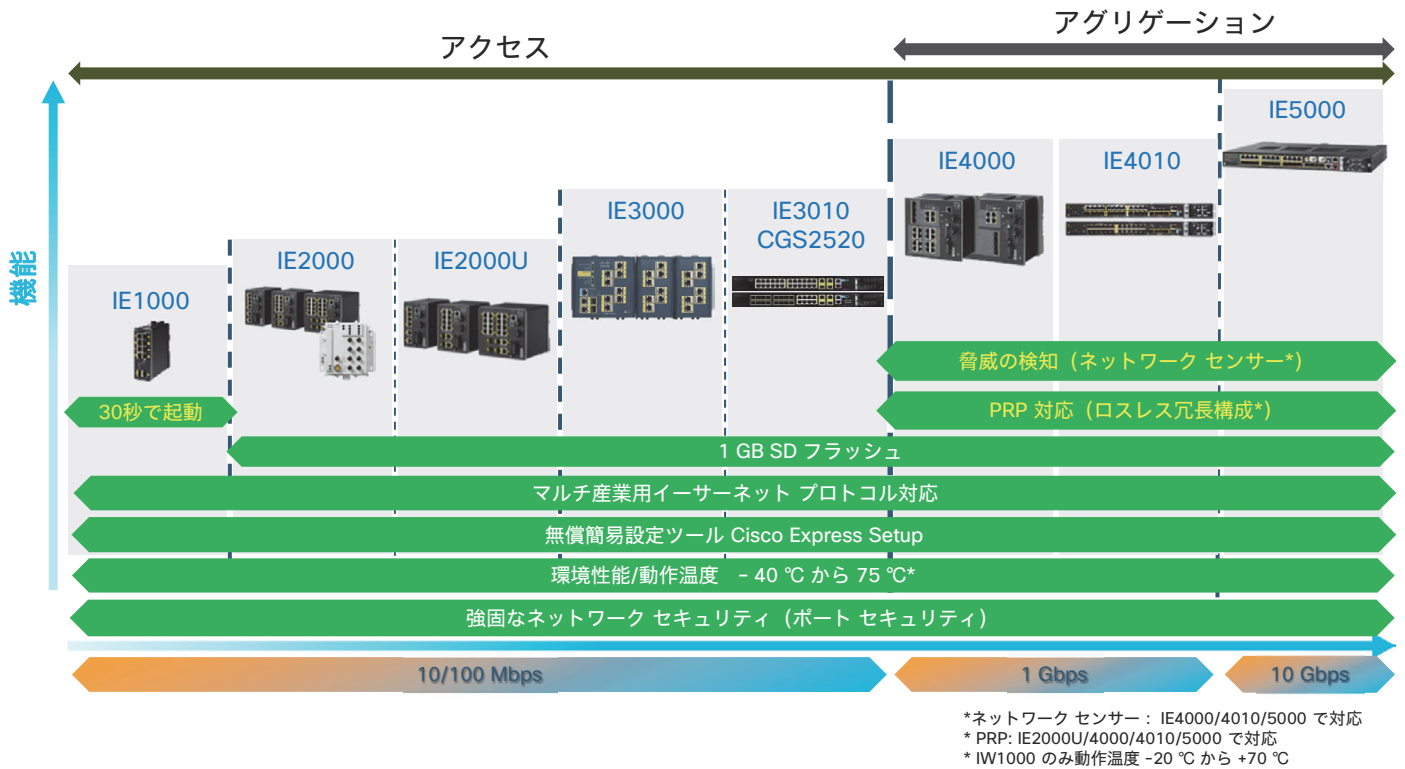 アグリゲーション
アクセス
機能
IE1000
IE2000
IE2000U
IE3000
IE3010
CGS2520
IE4000
IE4010
IE5000
脅威の検知（ネットワーク センサー*）
30秒で起動
PRP 対応（ロスレス冗長構成*）
1 GB SD フラッシュ
マルチ産業用イーサーネット プロトコル対応
無償簡易設定ツール Cisco Express Setup
環境性能/動作温度 - 40 ℃ から 75 ℃*
強固なネットワーク セキュリティ（ポート セキュリティ）
10/100 Mbps
1 Gbps
10 Gbps
*ネットワーク センサー： IE4000/4010/5000 で対応
* PRP: IE2000U/4000/4010/5000 で対応
* IW1000 のみ動作温度 -20 ℃ から +70 ℃